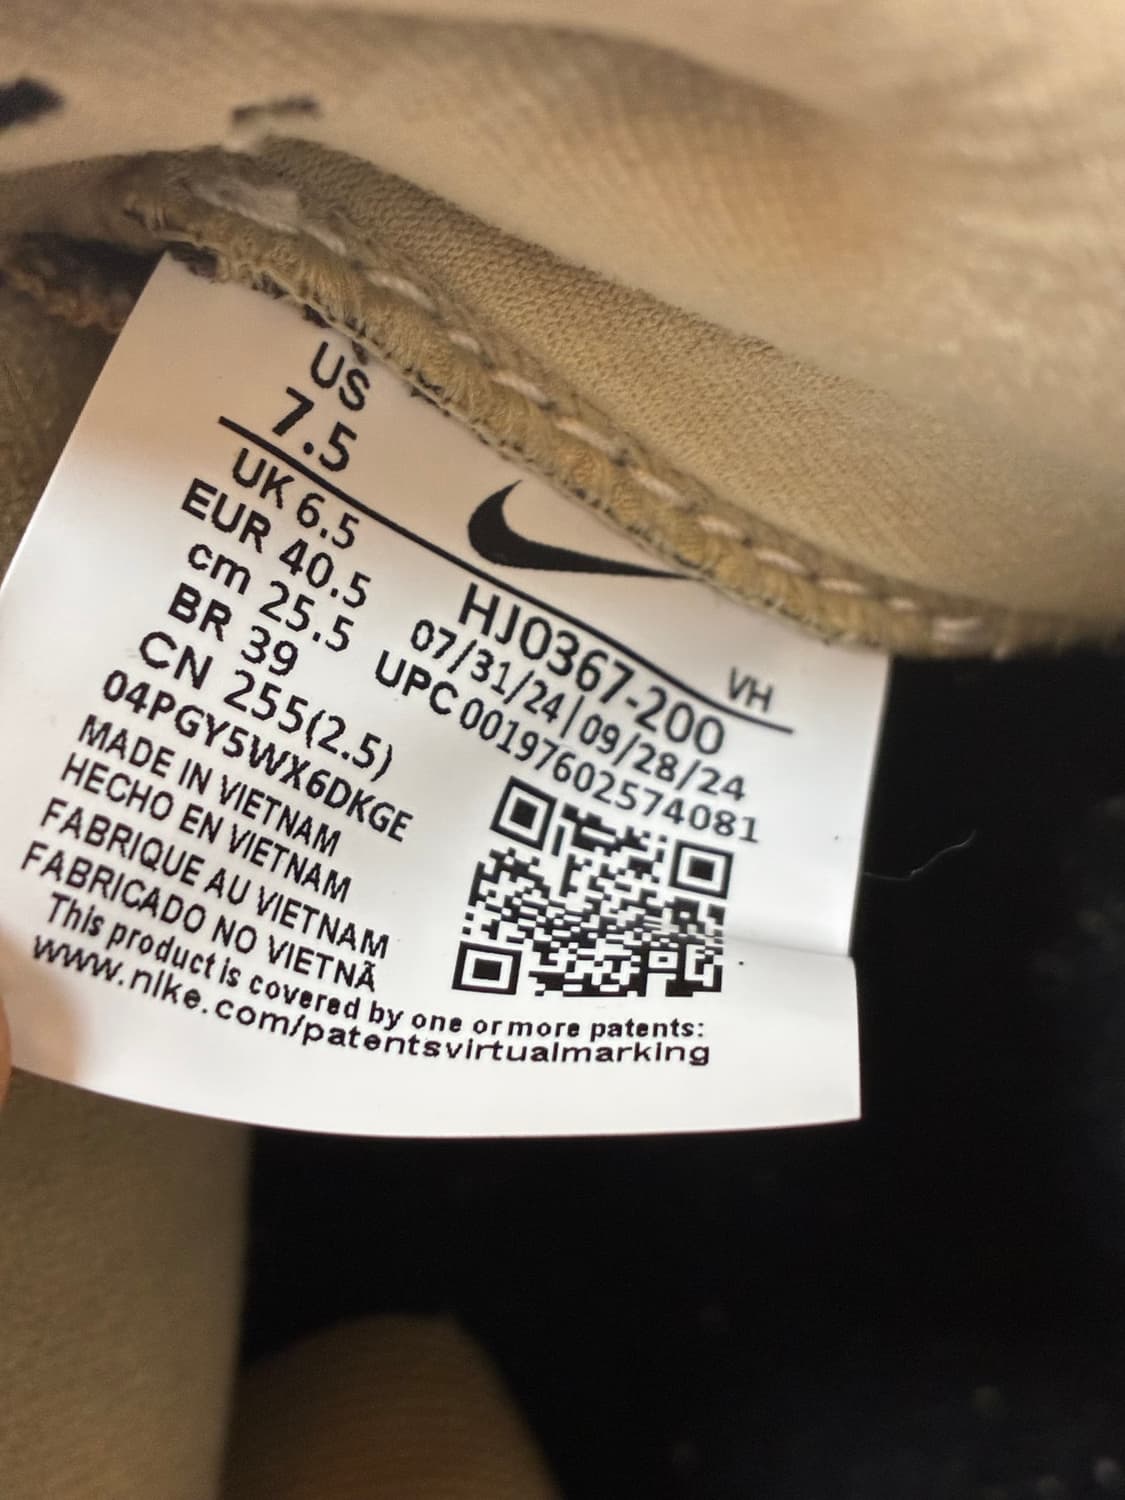 US
7.5
UK 6.5
EUR 40.5
cm 25.5
BR 39
CN 255(2.5)
04PGY5WX6DKGE
VH
HJ0367-200
07/31/24|09/28/24
UPC 00197602574081
MADE IN VIETNAM
HECHO EN VIETNAM
FABRIQUE AU VIETNAM
FABRICADO NO VIETNÃ
This product is covered by one or more patents:
www.nike.com/patentsvirtualmarking